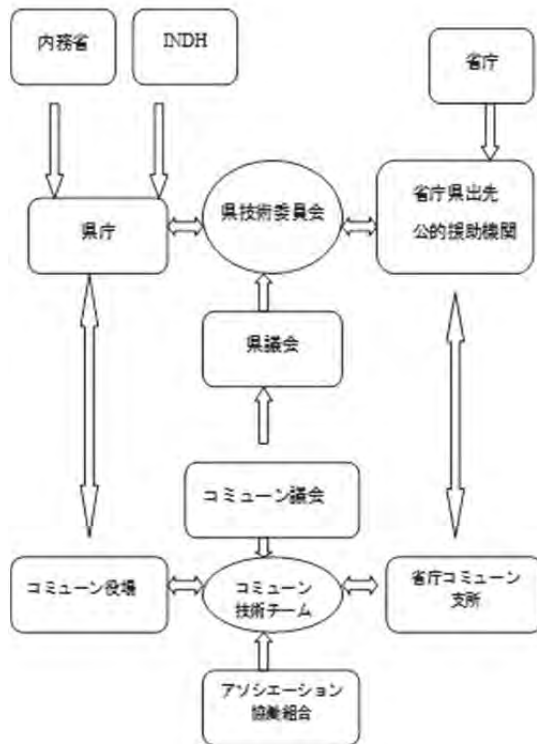 内務省
INDH
省庁
県庁
県技術委員会
省庁県出先
公的援助機関
県議会
コミューン議会
コミューン役場
コミューン
技術チーム
省庁コミューン
支所
アソシエーション
協働組合